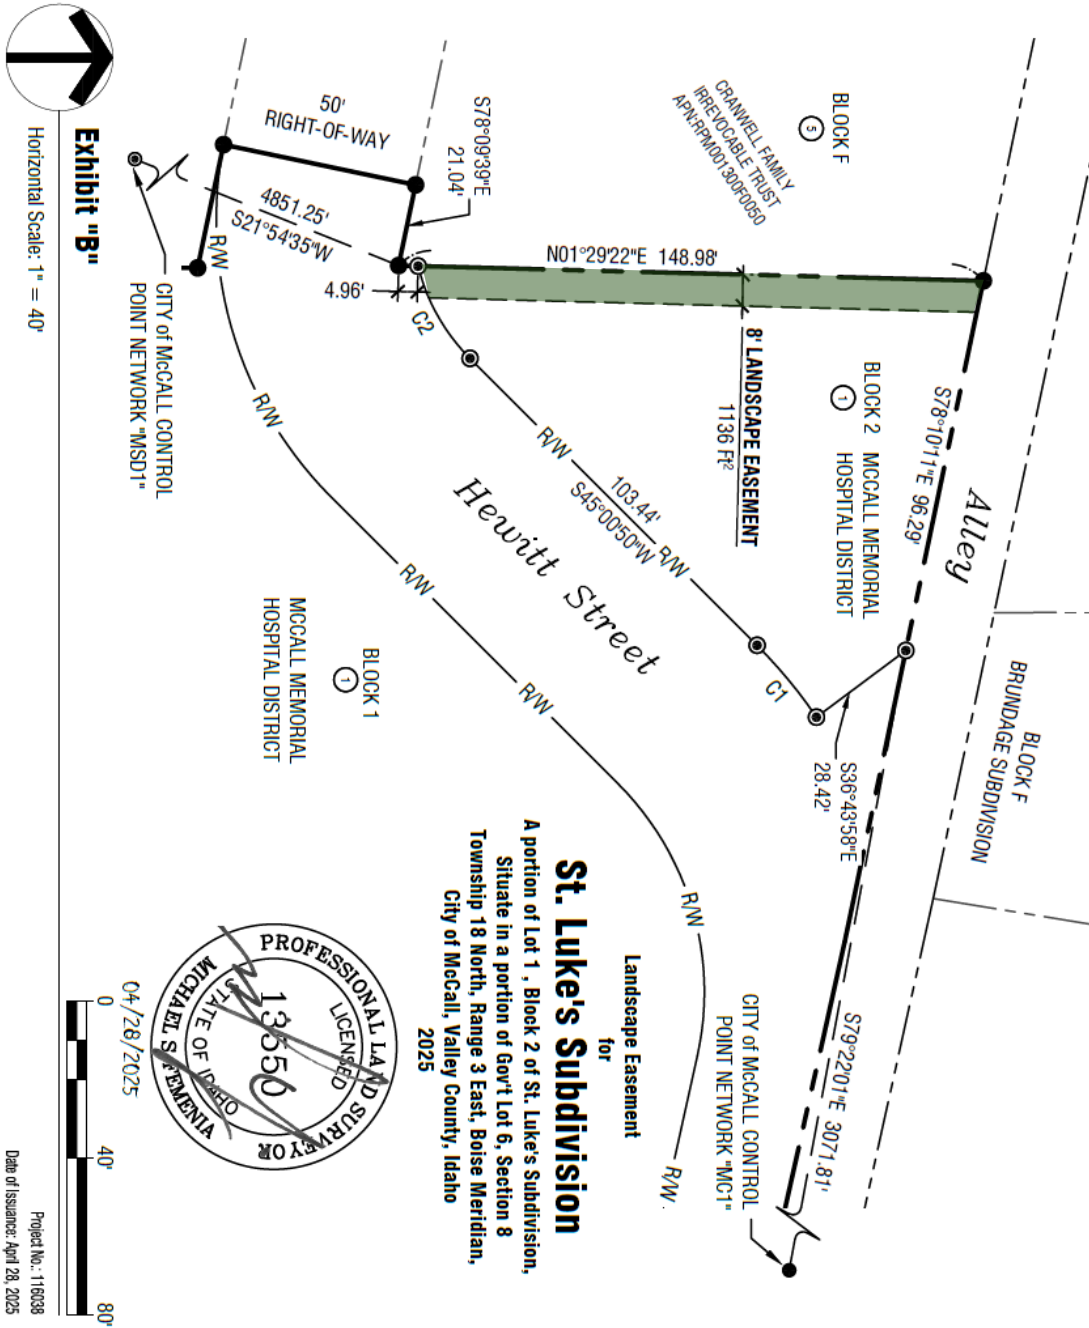 Alley
BLOCK F
BRUNDAGE SUBDIVISION
S78°10'11"E 96.29'
S79°22'01"E 3071.81'
BLOCK F
5
CRANWELL FAMILY
IRREVOCABLE TRUST
APN:RPM001300F0050
BLOCK 2
1
MCCALL MEMORIAL
HOSPITAL DISTRICT
S36°43'58"E
28.42'
C1
N01°29'22"E 148.98'
8' LANDSCAPE EASEMENT
1136 Ft²
CITY of McCALL CONTROL
POINT NETWORK "MC1"
103.44'
S45°00'50"W
R/W
R/W
Hewitt Street
S78°09'39"E
21.04'
C2
4.96'
50'
RIGHT-OF-WAY
4851.25'
S21°54'35"W
R/W
R/W
R/W
R/W
R/W
R/W
BLOCK 1
1
MCCALL MEMORIAL
HOSPITAL DISTRICT
CITY of McCALL CONTROL
POINT NETWORK "MSD1"
Landscape Easement
for
St. Luke's Subdivision
A portion of Lot 1 , Block 2 of St. Luke's Subdivision,
Situate in a portion of Gov't Lot 6, Section 8
Township 18 North, Range 3 East, Boise Meridian,
City of McCall, Valley County, Idaho
2025
PROFESSIONAL LAND SURVEYOR
LICENSED
13550
STATE OF IDAHO
MICHAEL S. FEMENIA
04/28/2025
Exhibit "B"
Horizontal Scale: 1" = 40'
0 40' 80'
Project No.: 116038
Date of Issuance: April 28, 2025